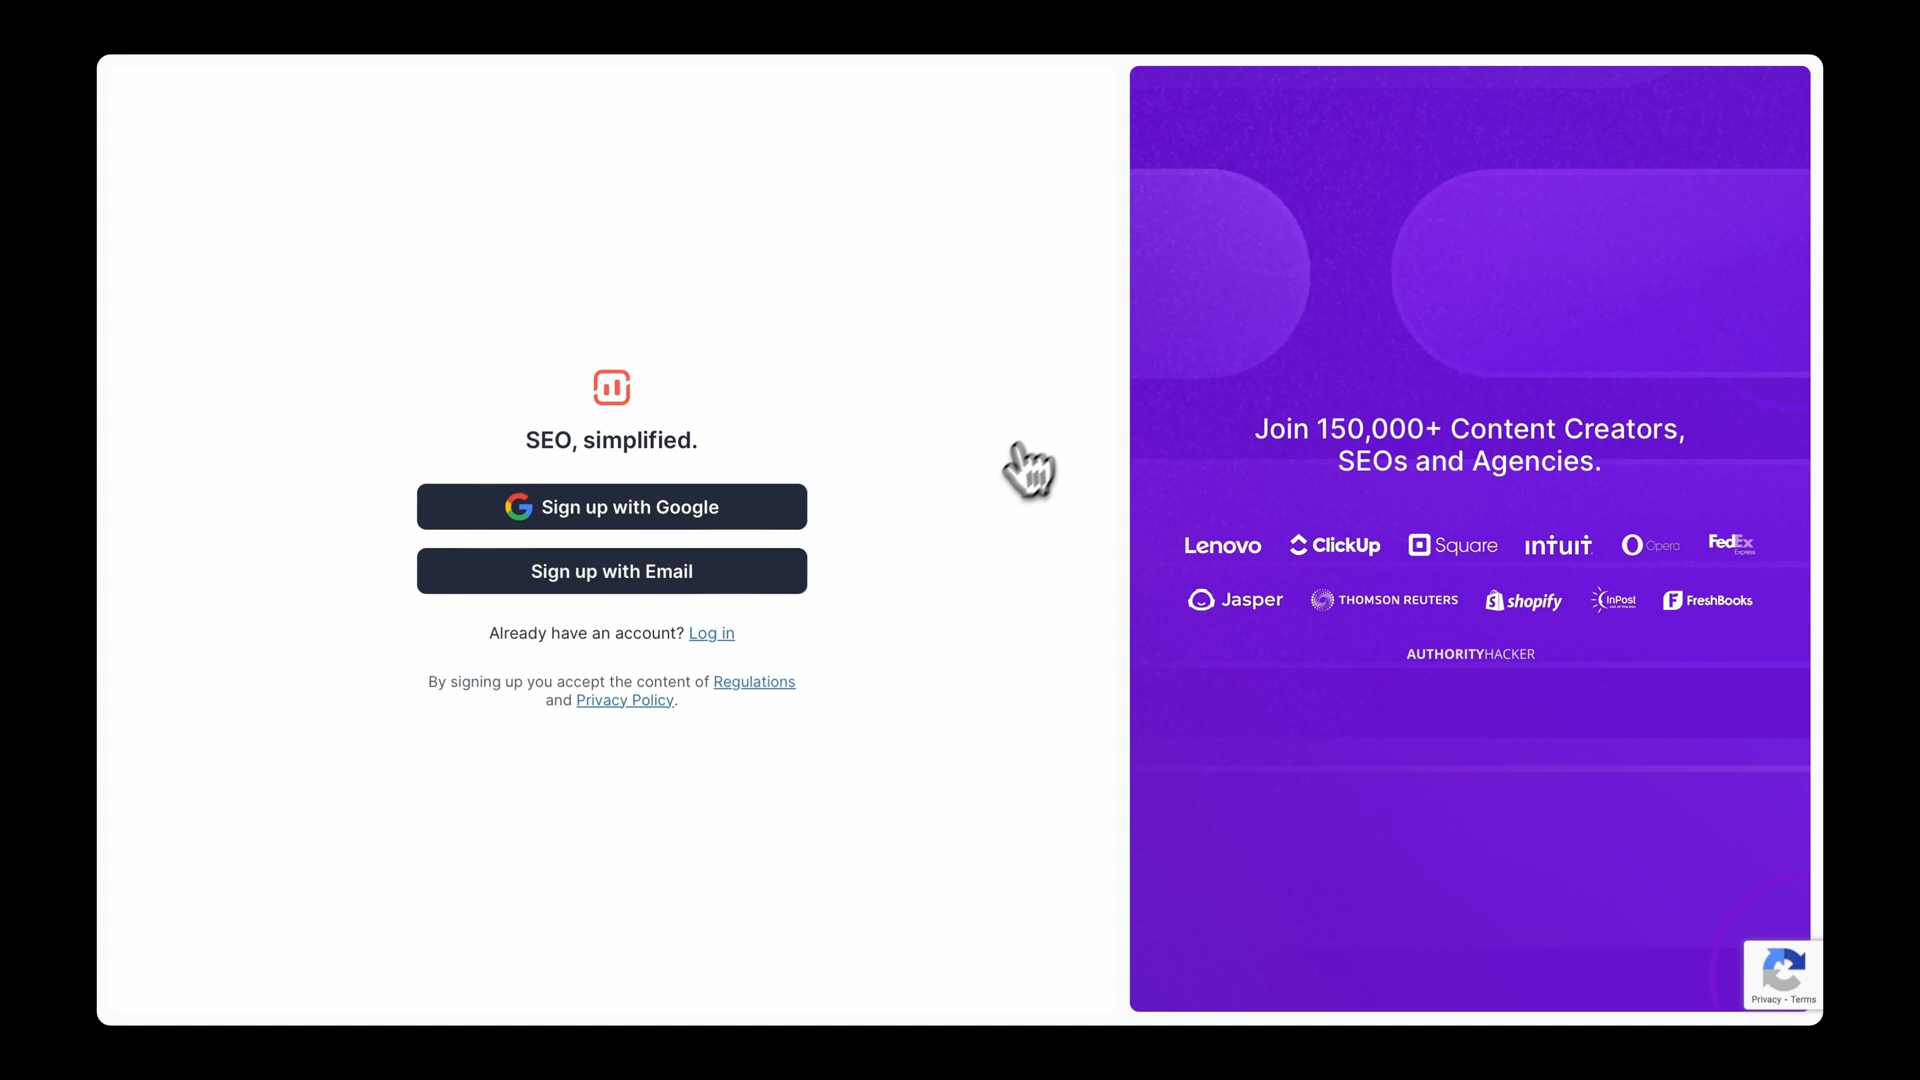 SEO, simplified.
Sign up with Google
Sign up with Email
Already have an account? Log in
By signing up you accept the content of Regulations
and Privacy Policy.
Join 150,000+ Content Creators,
SEOs and Agencies.
Lenovo ClickUp Square INTUIT Opera FedEx Express
Jasper THOMSON REUTERS shopify InPost FreshBooks
AUTHORITYHACKER
Privacy - Terms